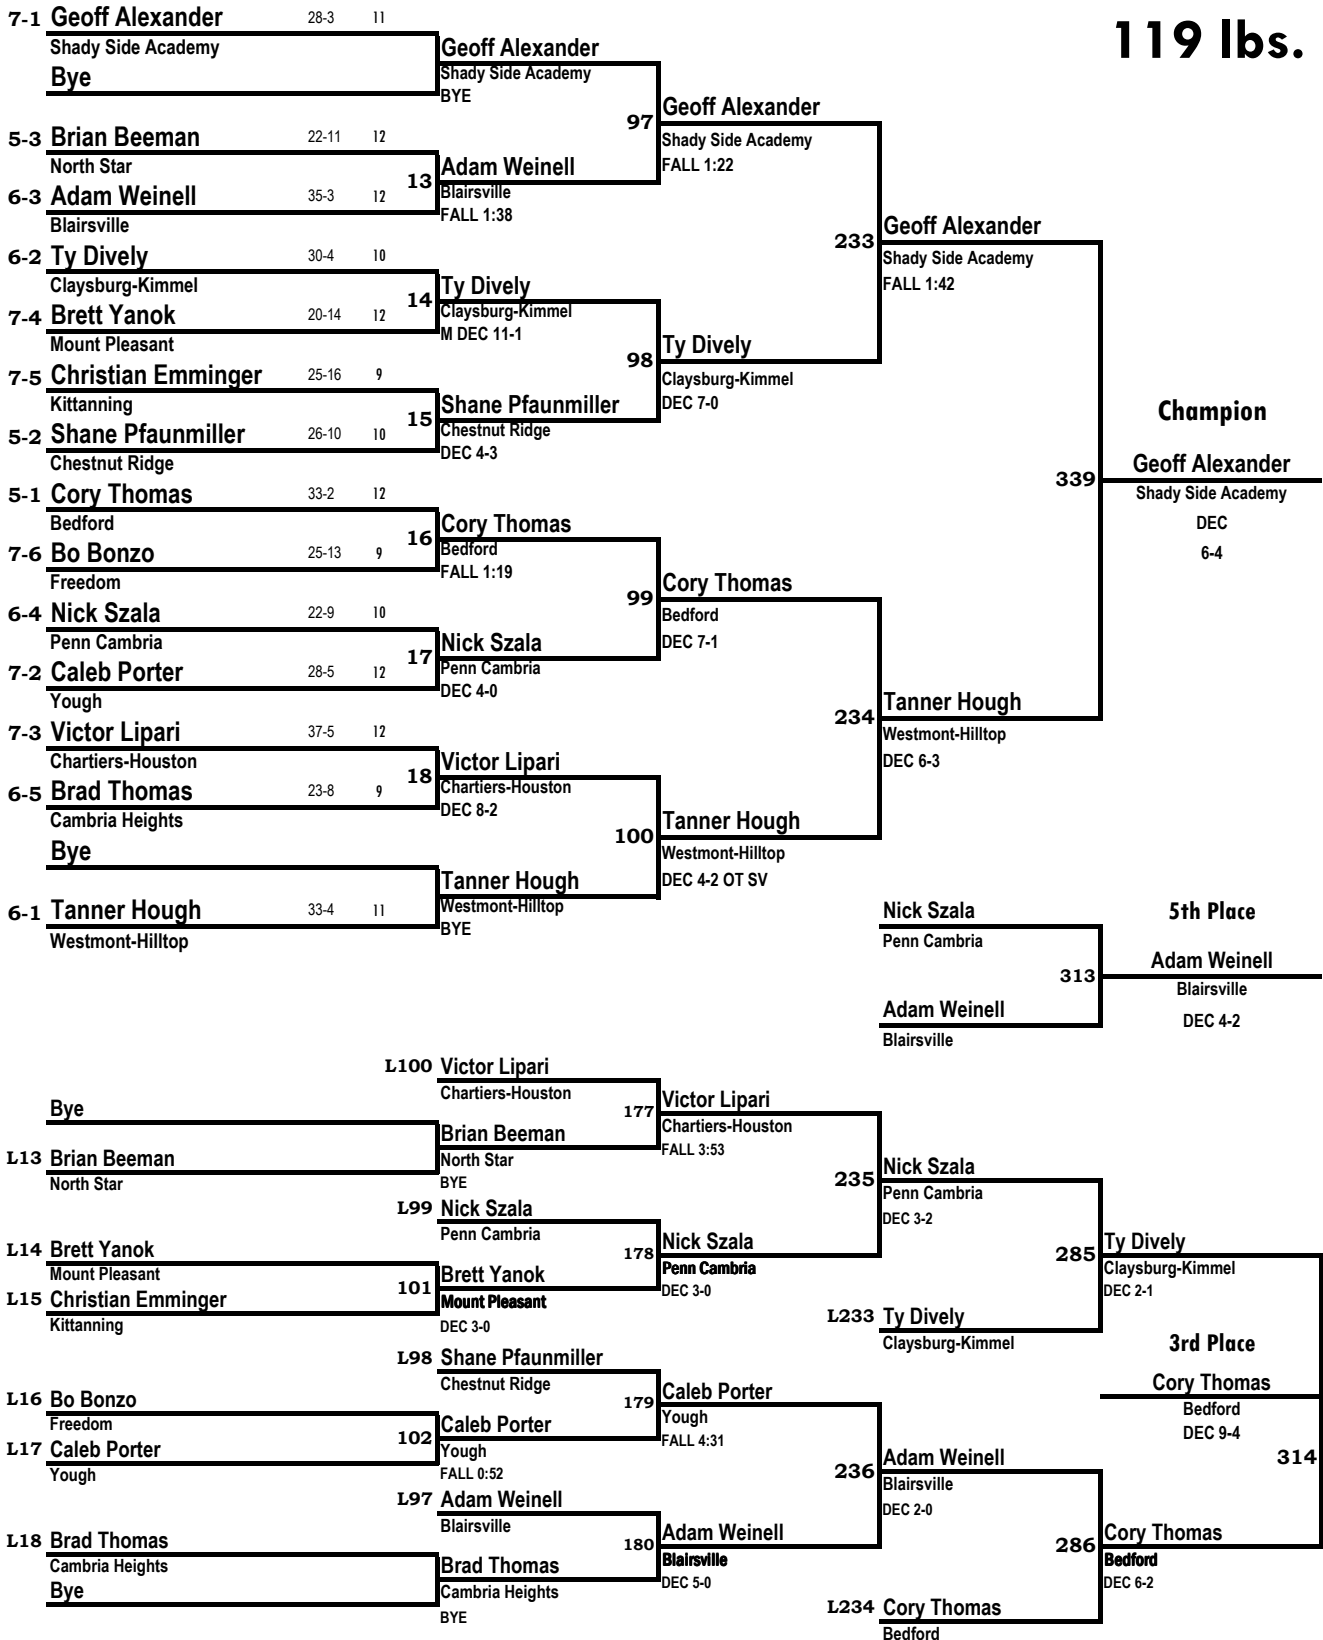 119 lbs.
7-1 Geoff Alexander 28-3 11
Shady Side Academy
Bye
Geoff Alexander
Shady Side Academy
BYE
97
Geoff Alexander
Shady Side Academy
FALL 1:22
5-3 Brian Beeman 22-11 12
North Star
13
6-3 Adam Weinell 35-3 12
Blairsville
Adam Weinell
Blairsville
FALL 1:38
233
Geoff Alexander
Shady Side Academy
FALL 1:42
6-2 Ty Dively 30-4 10
Claysburg-Kimmel
14
7-4 Brett Yanok 20-14 12
Mount Pleasant
Ty Dively
Claysburg-Kimmel
M DEC 11-1
98
Ty Dively
Claysburg-Kimmel
DEC 7-0
7-5 Christian Emminger 25-16 9
Kittanning
15
5-2 Shane Pfaunmiller 26-10 10
Chestnut Ridge
Shane Pfaunmiller
Chestnut Ridge
DEC 4-3
339
Champion
Geoff Alexander
Shady Side Academy
DEC
6-4
5-1 Cory Thomas 33-2 12
Bedford
16
7-6 Bo Bonzo 25-13 9
Freedom
Cory Thomas
Bedford
FALL 1:19
99
Cory Thomas
Bedford
DEC 7-1
6-4 Nick Szala 22-9 10
Penn Cambria
17
7-2 Caleb Porter 28-5 12
Yough
Nick Szala
Penn Cambria
DEC 4-0
234
Tanner Hough
Westmont-Hilltop
DEC 6-3
7-3 Victor Lipari 37-5 12
Chartiers-Houston
18
6-5 Brad Thomas 23-8 9
Cambria Heights
Victor Lipari
Chartiers-Houston
DEC 8-2
100
Tanner Hough
Westmont-Hilltop
DEC 4-2 OT SV
Bye
6-1 Tanner Hough 33-4 11
Westmont-Hilltop
Tanner Hough
Westmont-Hilltop
BYE
Nick Szala
Penn Cambria
313
Adam Weinell
Blairsville
5th Place
Adam Weinell
Blairsville
DEC 4-2
L100 Victor Lipari
Chartiers-Houston
Bye
L13 Brian Beeman
North Star
Brian Beeman
North Star
BYE
177
Victor Lipari
Chartiers-Houston
FALL 3:53
235
Nick Szala
Penn Cambria
DEC 3-2
L99 Nick Szala
Penn Cambria
L14 Brett Yanok
Mount Pleasant
101
L15 Christian Emminger
Kittanning
Brett Yanok
Mount Pleasant
DEC 3-0
178
Nick Szala
Penn Cambria
DEC 3-0
285
L233 Ty Dively
Claysburg-Kimmel
Ty Dively
Claysburg-Kimmel
DEC 2-1
L98 Shane Pfaunmiller
Chestnut Ridge
L16 Bo Bonzo
Freedom
102
L17 Caleb Porter
Yough
Caleb Porter
Yough
FALL 0:52
179
Caleb Porter
Yough
FALL 4:31
3rd Place
Cory Thomas
Bedford
DEC 9-4
314
236
Adam Weinell
Blairsville
DEC 2-0
L97 Adam Weinell
Blairsville
L18 Brad Thomas
Cambria Heights
Bye
Brad Thomas
Cambria Heights
BYE
180
Adam Weinell
Blairsville
DEC 5-0
286
L234 Cory Thomas
Bedford
Cory Thomas
Bedford
DEC 6-2